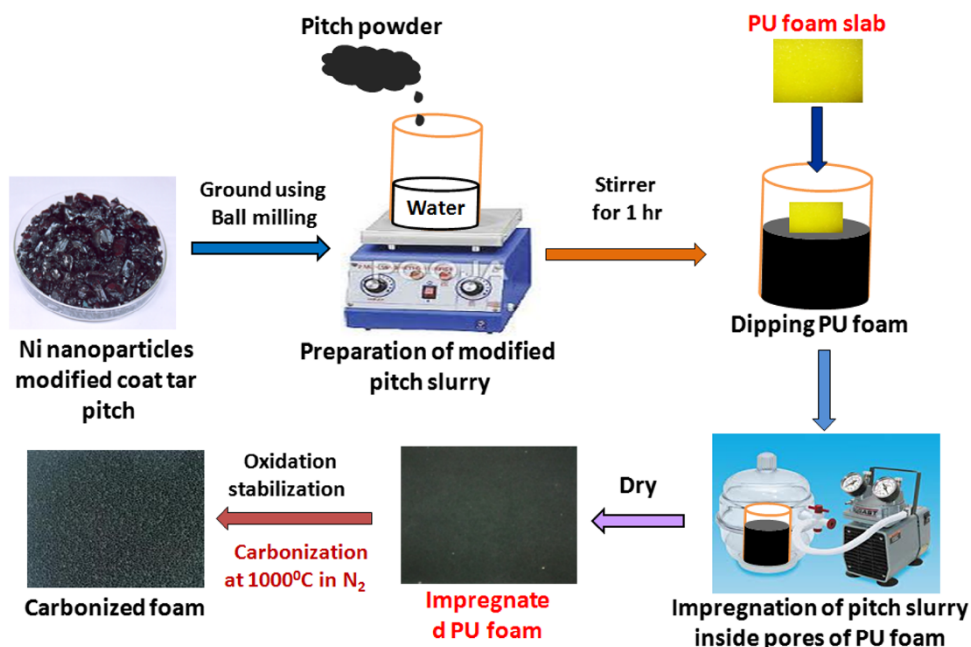 Pitch powder
PU foam slab
Ground using
Ball milling
Water
Stirrer
for 1 hr
Ni nanoparticles
modified coat tar
pitch
Preparation of modified
pitch slurry
Dipping PU foam
Oxidation
stabilization
Carbonization
at 1000⁰C in N₂
Dry
Carbonized foam
Impregnate
d PU foam
Impregnation of pitch slurry
inside pores of PU foam